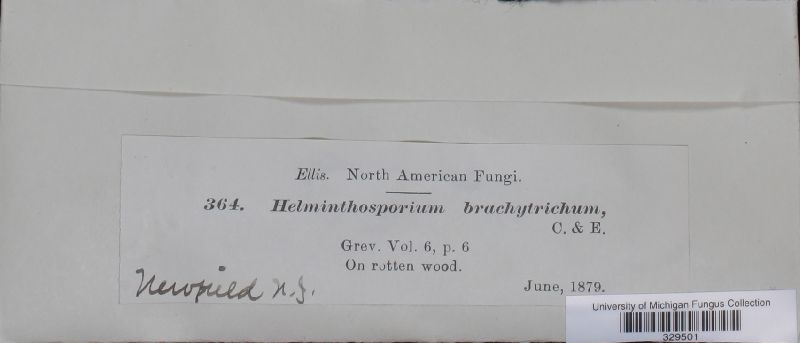 Ellis. North American Fungi.
364. Helminthosporium brachytrichum,
C. & E.
Grev. Vol. 6, p. 6
On rotten wood.
Newfield N.J.
June, 1879.
University of Michigan Fungus Collection
329501